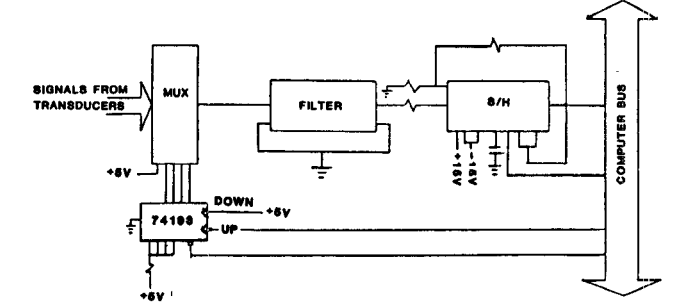 SIGNALS FROM
TRANSDUCERS
MUX
FILTER
S/H
COMPUTER BUS
+5V
+15V
-15V
74193
DOWN
+5V
UP
+5V